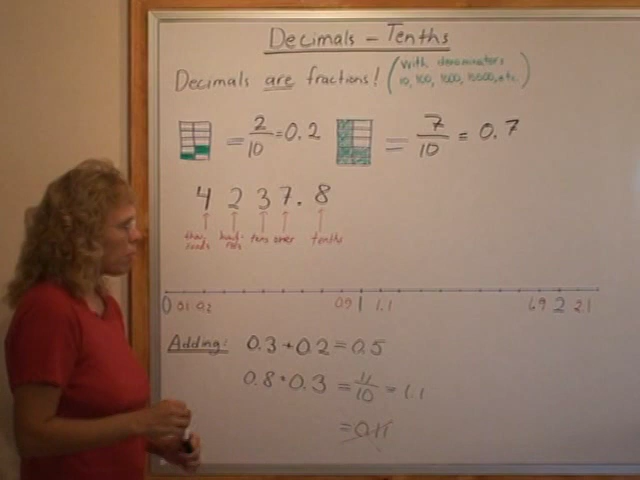 Decimals – Tenths
Decimals are fractions! (with denominators
10, 100, 1000, 10000, etc.)
= 2/10 = 0.2 = 7/10 = 0.7
4 2 3 7 . 8
thousands hundreds tens ones tenths
0 0.1 0.2 0.9 1 1.1 1.9 2 2.1
Adding: 0.3 + 0.2 = 0.5
0.8 + 0.3 = 11/10 = 1.1
= 0.11